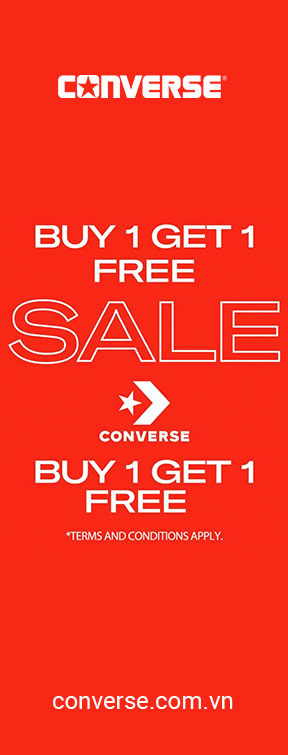 CONVERSE®
BUY 1 GET 1
FREE
SALE
CONVERSE
BUY 1 GET 1
FREE
*TERMS AND CONDITIONS APPLY.
converse.com.vn